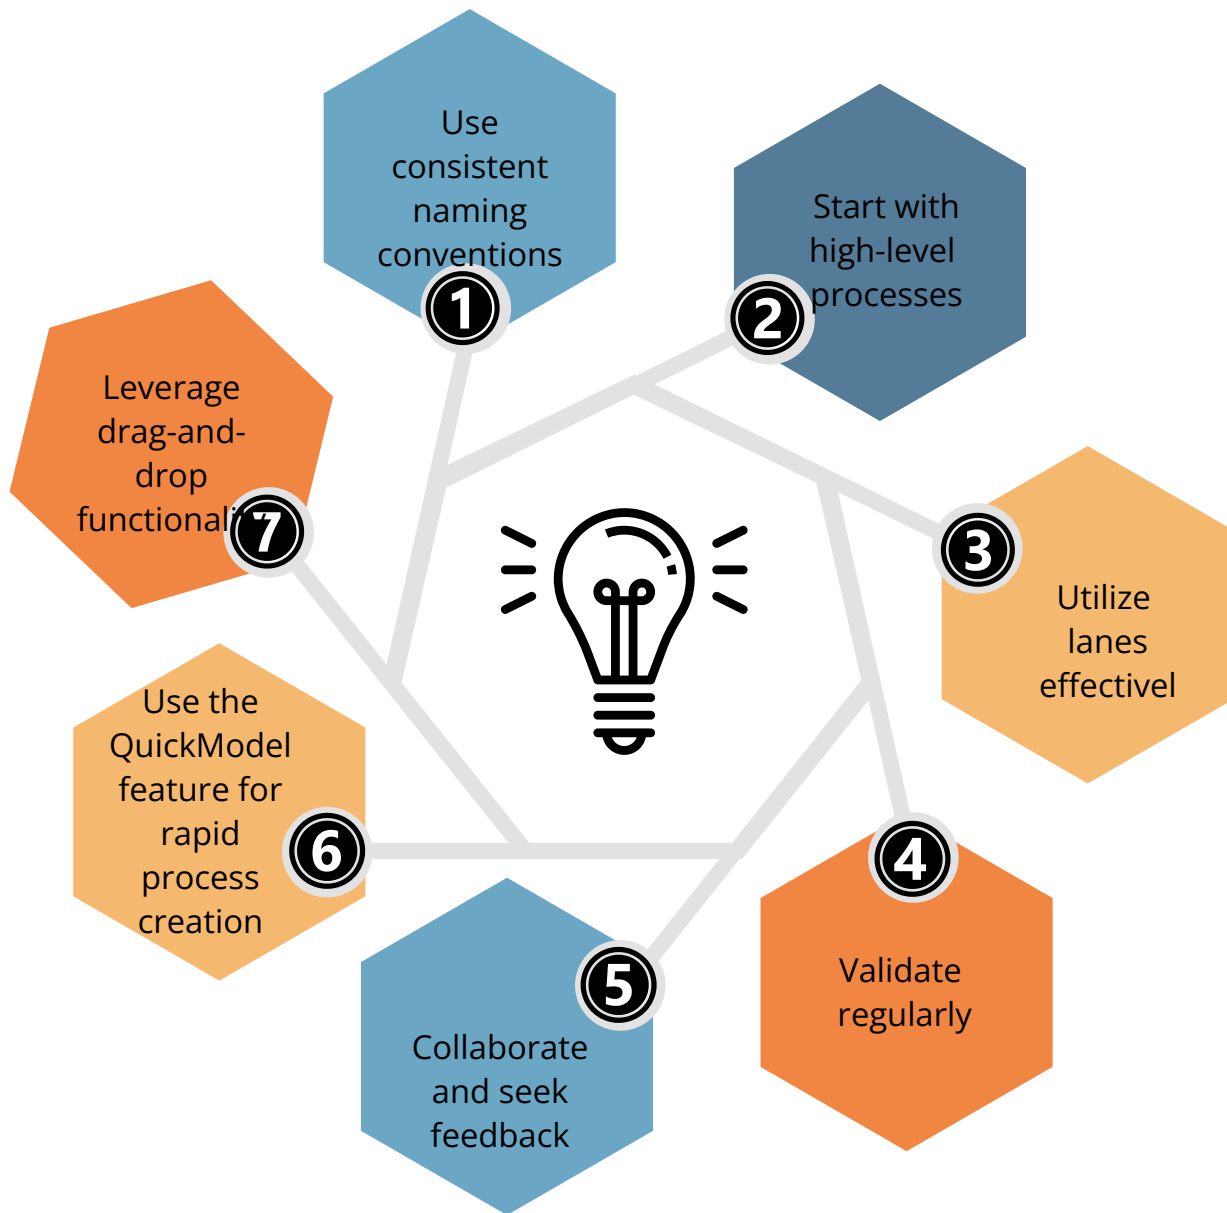 Use
consistent
naming
conventions
1
Start with
high-level
processes
2
3
Utilize
lanes
effectivel
4
Validate
regularly
5
Collaborate
and seek
feedback
Use the
QuickModel
feature for
rapid
process
creation
6
Leverage
drag-and-
drop
functionali
7